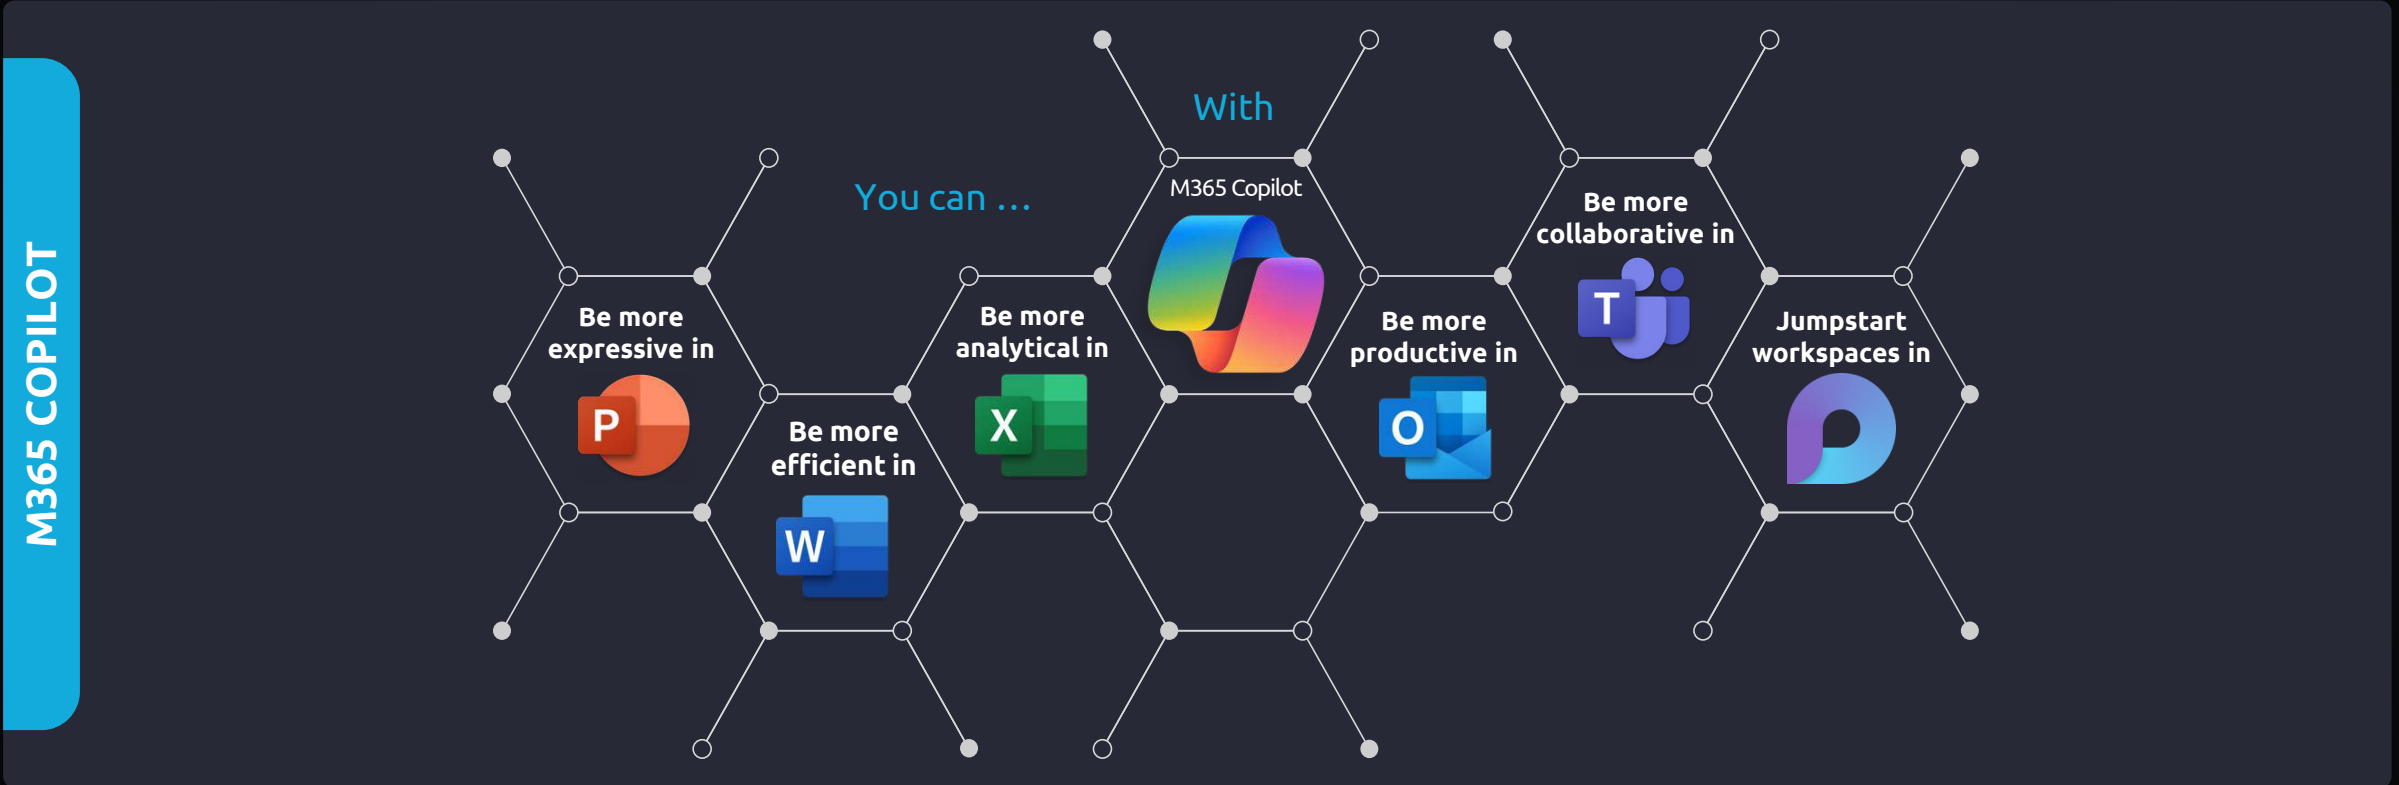 M365 COPILOT
With
You can ...
M365 Copilot
Be more
expressive in
P
Be more
efficient in
W
Be more
analytical in
X
Be more
productive in
O
Be more
collaborative in
T
Jumpstart
workspaces in